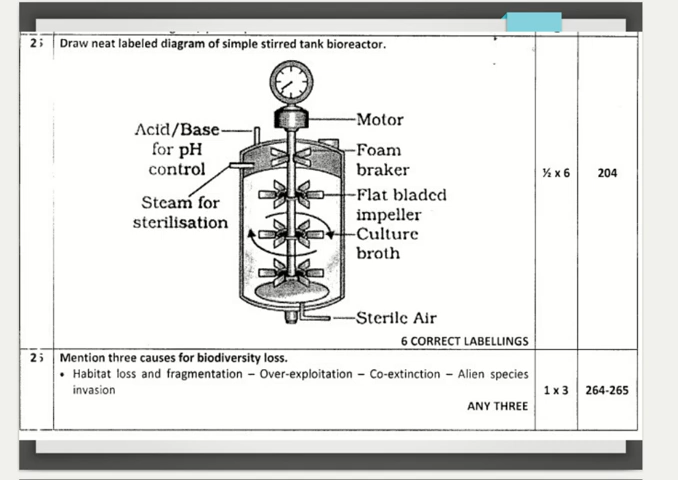 Draw neat labeled diagram of simple stirred tank bioreactor.
Motor
Acid/Base
for pH
control
Foam
braker
½ x 6
204
Steam for
sterilisation
Flat bladed
impeller
Culture
broth
Sterile Air
6 CORRECT LABELLINGS
Mention three causes for biodiversity loss.
• Habitat loss and fragmentation – Over-exploitation – Co-extinction – Alien species
invasion
1 x 3
264-265
ANY THREE